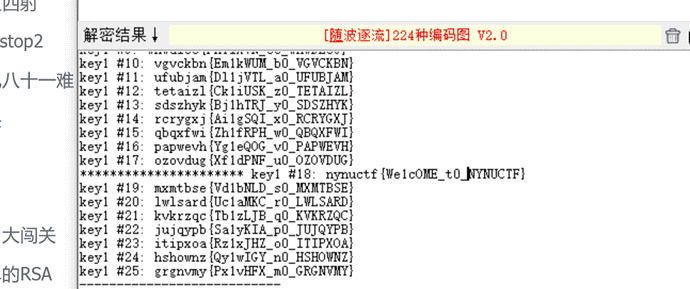 四射
stop2
八十一难
大闯关
的RSA
解密结果↓
[随波逐流]224种编码图 V2.0
key1 #10: vgvckbn{Em1kWUM_b0_VGVCKBN}
key1 #11: ufubjam{Dl1jVTL_a0_UFUBJAM}
key1 #12: tetaizl{Ck1iUSK_z0_TETAIZL}
key1 #13: sdszhyk{Bj1hTRJ_y0_SDSZHYK}
key1 #14: rcrygxj{Ai1gSQI_x0_RCRYGXJ}
key1 #15: qbqxfwi{Zh1fRPH_w0_QBQXFWI}
key1 #16: papwevh{Yg1eQOG_v0_PAPWEVH}
key1 #17: ozovdug{Xf1dPNF_u0_OZOVDUG}
*********************** key1 #18: nynuctf{We1cOME_t0_NYNUCTF}
key1 #19: mxmtbse{Vd1bNLD_s0_MXMTBSE}
key1 #20: lwlsard{Uc1aMKC_r0_LWLSARD}
key1 #21: kvkrzqc{Tb1zLJB_q0_KVKRZQC}
key1 #22: jujqypb{Sa1yKIA_p0_JUJQYPB}
key1 #23: itipxoa{Rz1xJHZ_o0_ITIPXOA}
key1 #24: hshownz{Qy1wIGY_n0_HSHOWNZ}
key1 #25: grgnvmy{Px1vHFX_m0_GRGNVMY}
----------------------------